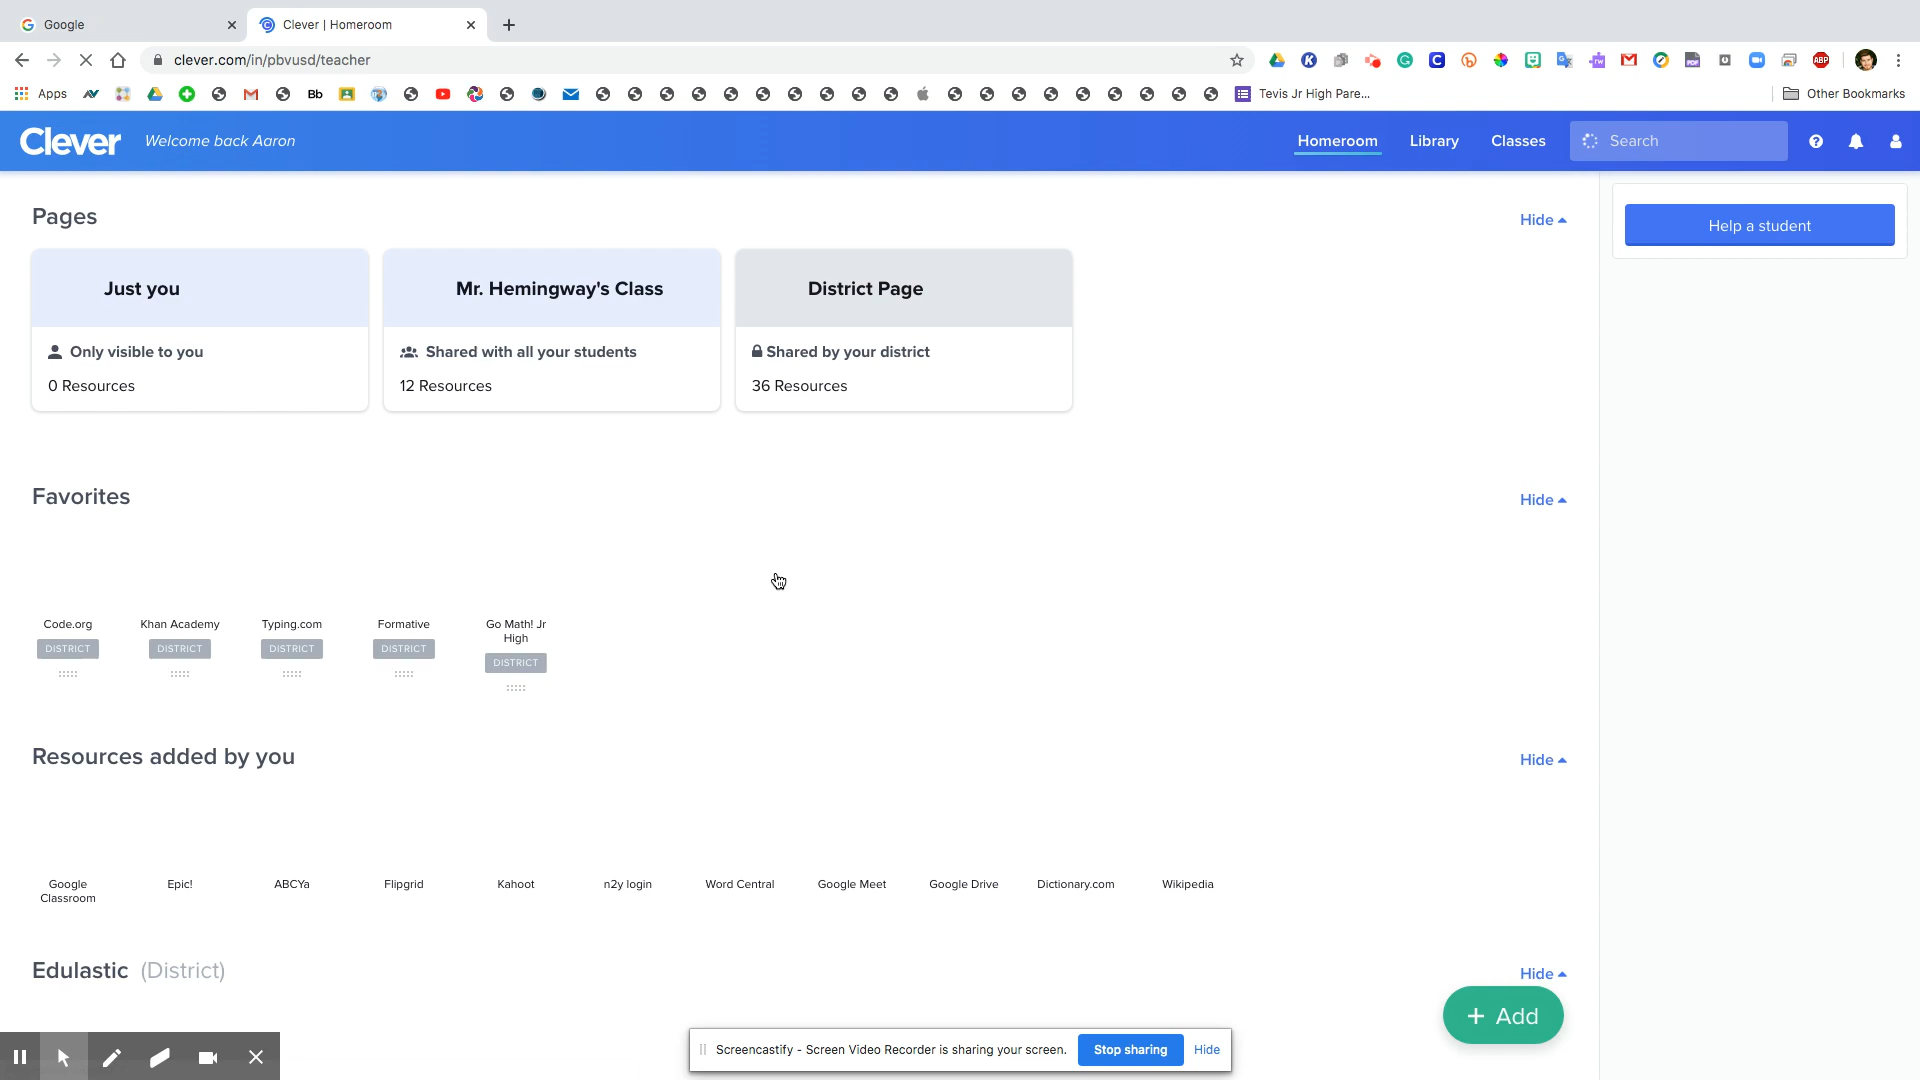 Google
Clever | Homeroom
clever.com/in/pbvusd/teacher
Apps
Bb
Tevis Jr High Pare...
Other Bookmarks
Clever
Welcome back Aaron
Homeroom
Library
Classes
Search
Pages
Hide
Help a student
Just you
Only visible to you
0 Resources
Mr. Hemingway's Class
Shared with all your students
12 Resources
District Page
Shared by your district
36 Resources
Favorites
Hide
Code.org
DISTRICT
Khan Academy
DISTRICT
Typing.com
DISTRICT
Formative
DISTRICT
Go Math! Jr
High
DISTRICT
Resources added by you
Hide
Google
Classroom
Epic!
ABCYa
Flipgrid
Kahoot
n2y login
Word Central
Google Meet
Google Drive
Dictionary.com
Wikipedia
Edulastic (District)
Hide
+ Add
Screencastify - Screen Video Recorder is sharing your screen.
Stop sharing
Hide